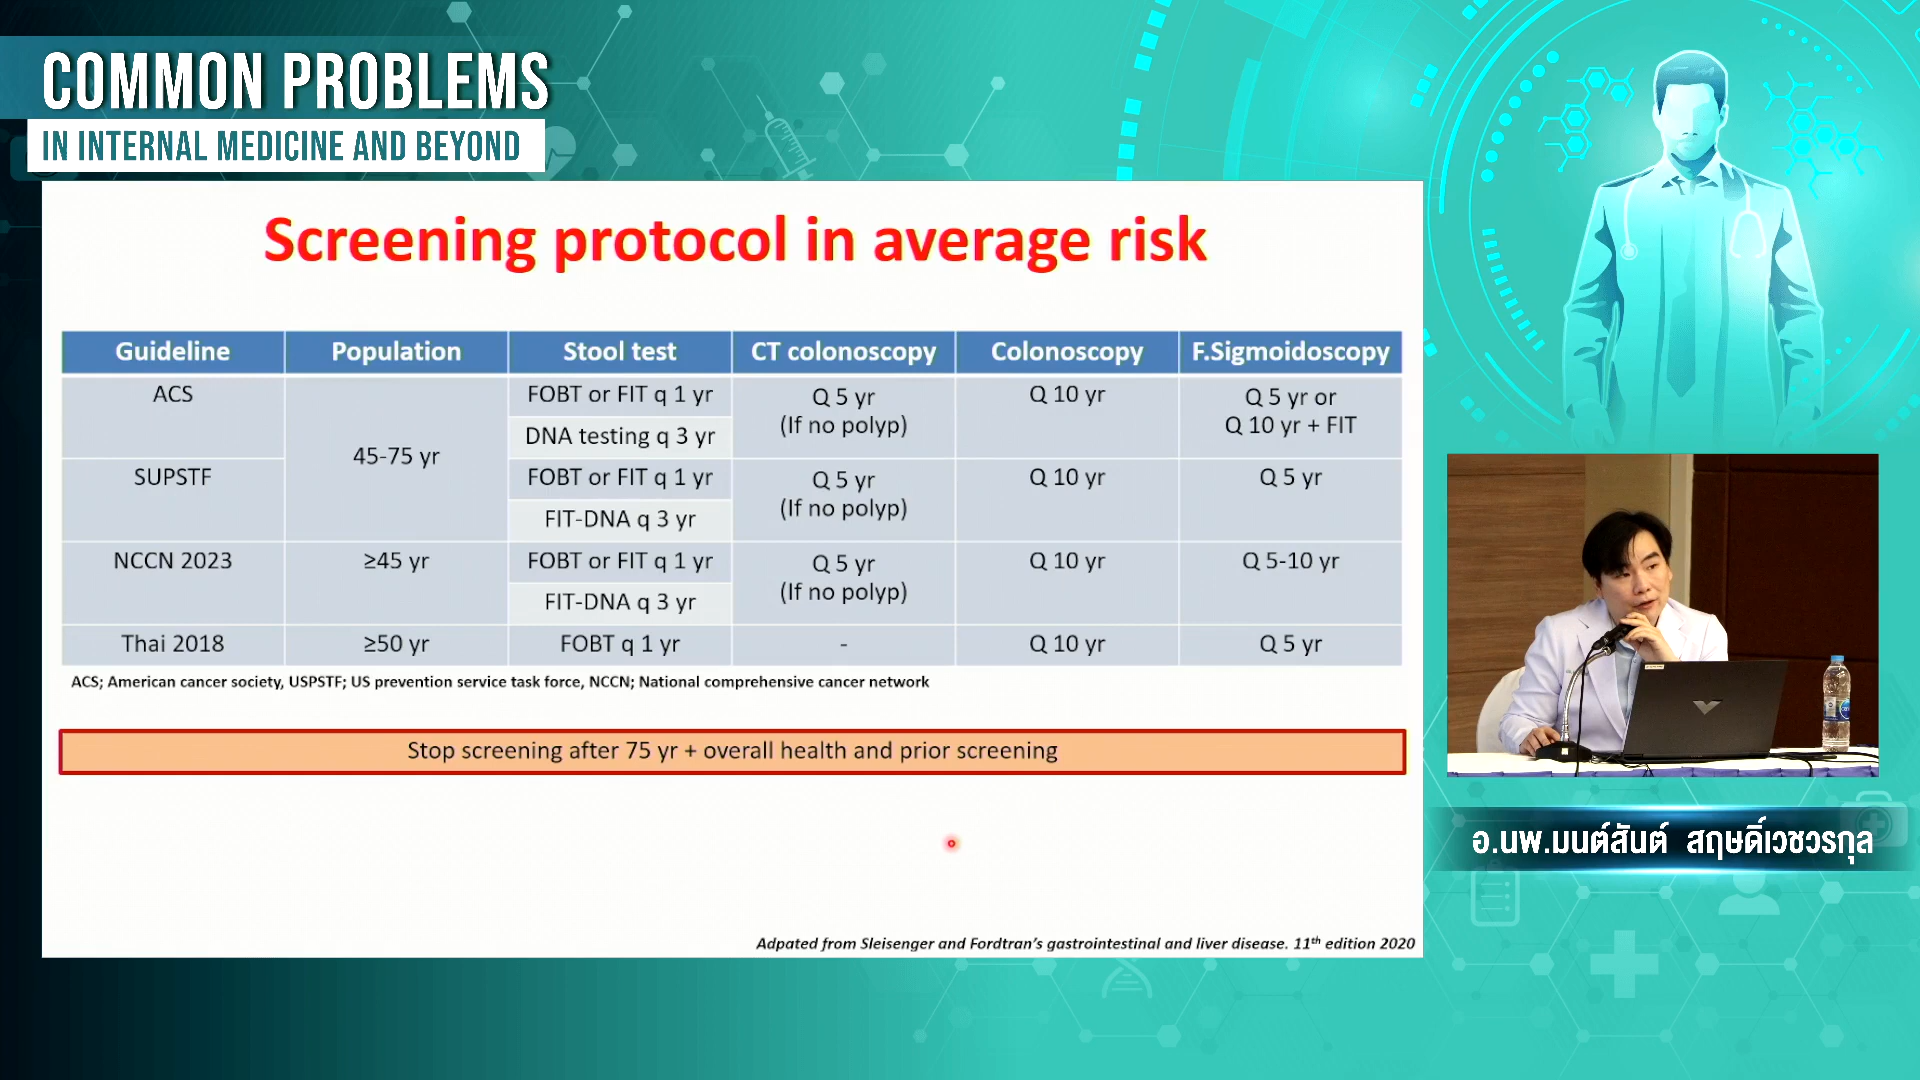 COMMON PROBLEMS
IN INTERNAL MEDICINE AND BEYOND
Screening protocol in average risk
Guideline Population Stool test CT colonoscopy Colonoscopy F.Sigmoidoscopy
ACS 45-75 yr FOBT or FIT q 1 yr Q 5 yr (If no polyp) Q 10 yr Q 5 yr or Q 10 yr + FIT
DNA testing q 3 yr
SUPSTF FOBT or FIT q 1 yr Q 5 yr (If no polyp) Q 10 yr Q 5 yr
FIT-DNA q 3 yr
NCCN 2023 ≥45 yr FOBT or FIT q 1 yr Q 5 yr (If no polyp) Q 10 yr Q 5-10 yr
FIT-DNA q 3 yr
Thai 2018 ≥50 yr FOBT q 1 yr - Q 10 yr Q 5 yr
ACS; American cancer society, USPSTF; US prevention service task force, NCCN; National comprehensive cancer network
Stop screening after 75 yr + overall health and prior screening
Adpated from Sleisenger and Fordtran's gastrointestinal and liver disease. 11th edition 2020
อ.นพ.มนต์สันต์ สฤษดิ์เวชวรกุล